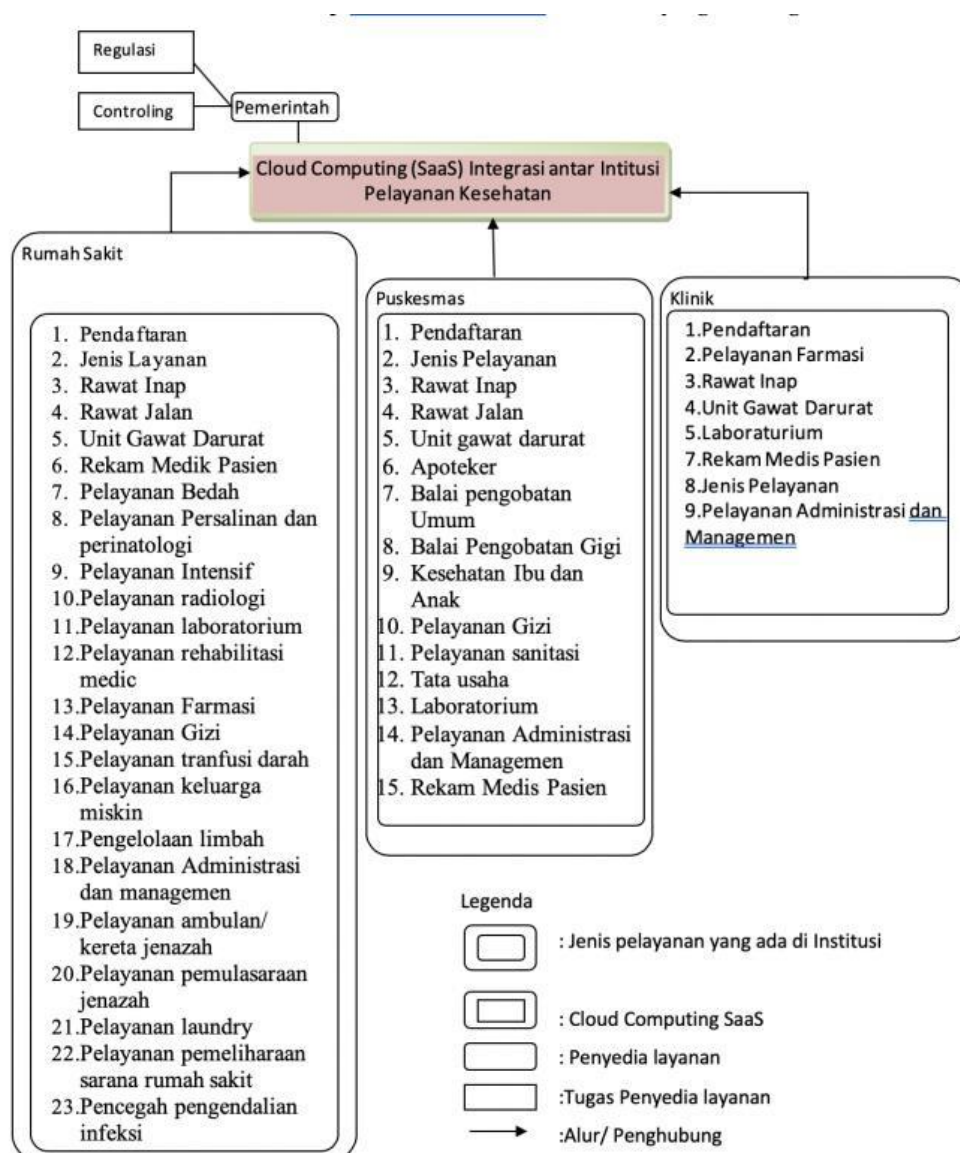 Regulasi
Controling
Pemerintah
Cloud Computing (SaaS) Integrasi antar Intitusi
Pelayanan Kesehatan
Rumah Sakit
1. Pendaftaran
2. Jenis Layanan
3. Rawat Inap
4. Rawat Jalan
5. Unit Gawat Darurat
6. Rekam Medik Pasien
7. Pelayanan Bedah
8. Pelayanan Persalinan dan
perinatologi
9. Pelayanan Intensif
10.Pelayanan radiologi
11.Pelayanan laboratorium
12.Pelayanan rehabilitasi
medic
13.Pelayanan Farmasi
14.Pelayanan Gizi
15.Pelayanan tranfusi darah
16.Pelayanan keluarga
miskin
17.Pengelolaan limbah
18.Pelayanan Administrasi
dan managemen
19.Pelayanan ambulan/
kereta jenazah
20.Pelayanan pemulasaraan
jenazah
21.Pelayanan laundry
22.Pelayanan pemeliharaan
sarana rumah sakit
23.Pencegah pengendalian
infeksi
Puskesmas
1. Pendaftaran
2. Jenis Pelayanan
3. Rawat Inap
4. Rawat Jalan
5. Unit gawat darurat
6. Apoteker
7. Balai pengobatan
Umum
8. Balai Pengobatan Gigi
9. Kesehatan Ibu dan
Anak
10. Pelayanan Gizi
11. Pelayanan sanitasi
12. Tata usaha
13. Laboratorium
14. Pelayanan Administrasi
dan Managemen
15. Rekam Medis Pasien
Klinik
1.Pendaftaran
2.Pelayanan Farmasi
3.Rawat Inap
4.Unit Gawat Darurat
5.Laboraturium
7.Rekam Medis Pasien
8.Jenis Pelayanan
9.Pelayanan Administrasi dan
Managemen
Legenda
: Jenis pelayanan yang ada di Institusi
: Cloud Computing SaaS
: Penyedia layanan
:Tugas Penyedia layanan
:Alur/ Penghubung